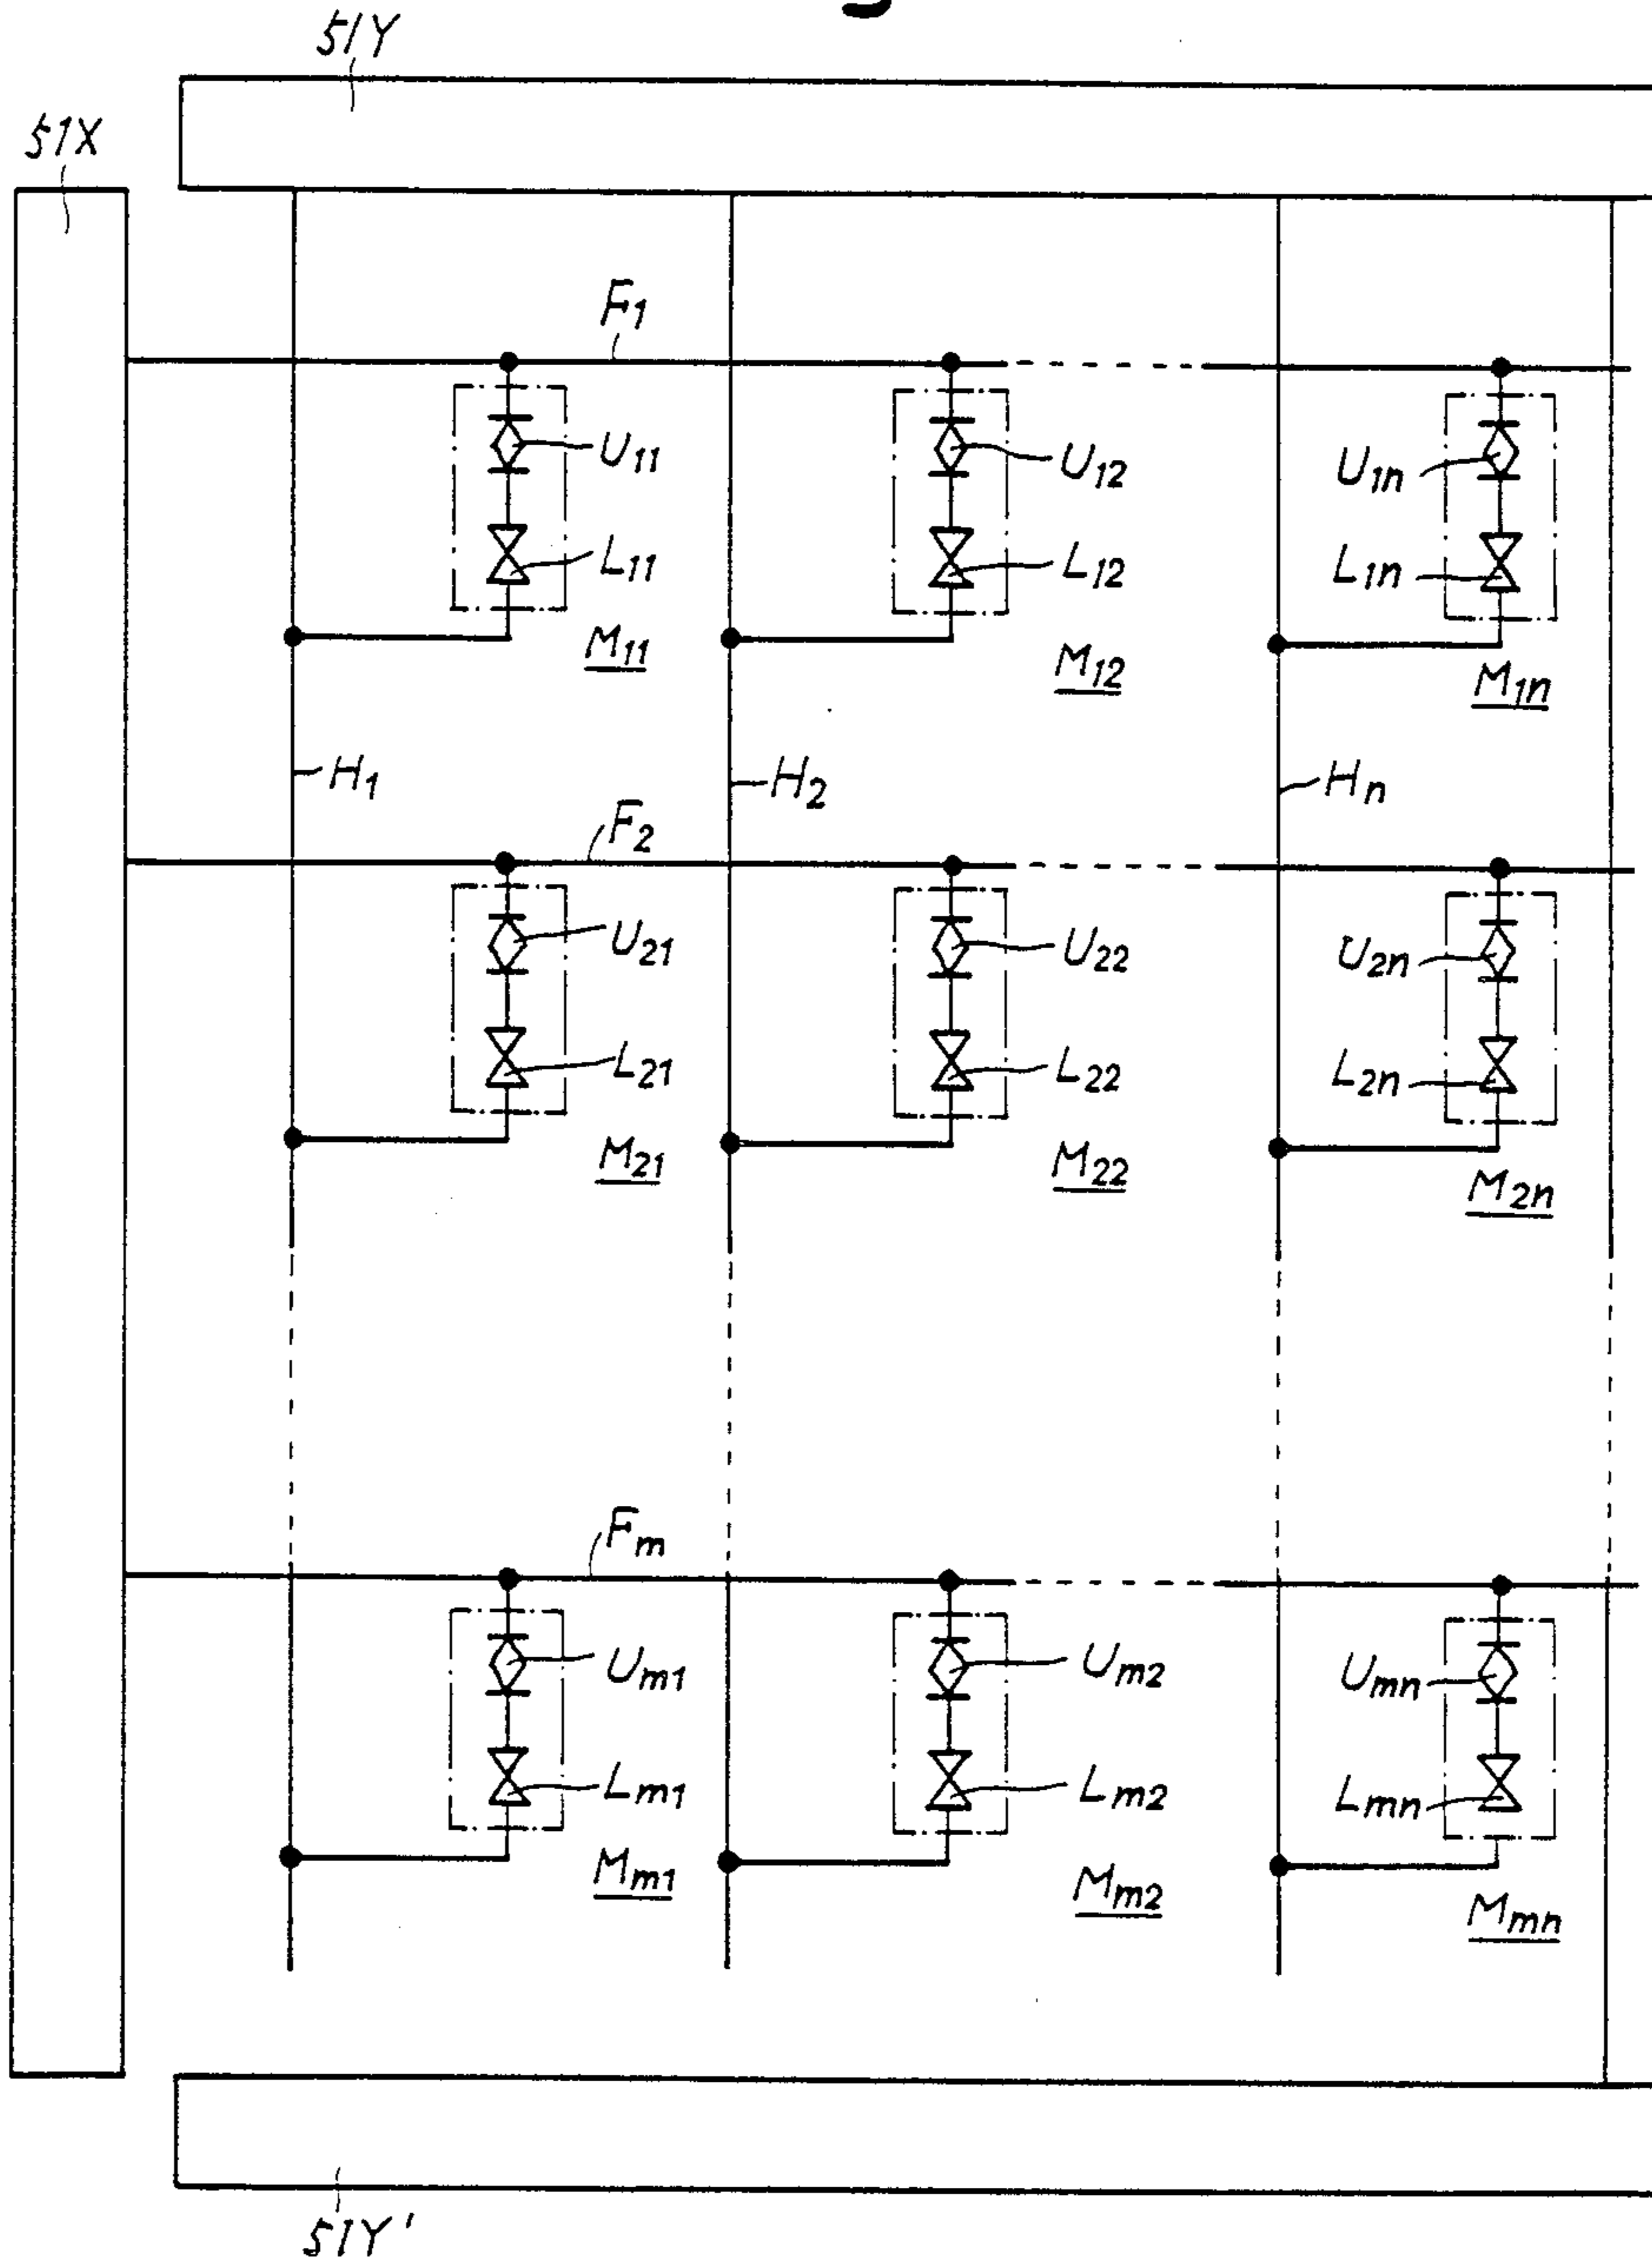 51Y
51X
F1
U11 U12 U1n
L11 L12 L1n
M11 M12 M1n
H1 H2 Hn
F2
U21 U22 U2n
L21 L22 L2n
M21 M22 M2n
Fm
Um1 Um2 Umn
Lm1 Lm2 Lmn
Mm1 Mm2 Mmn
51Y'